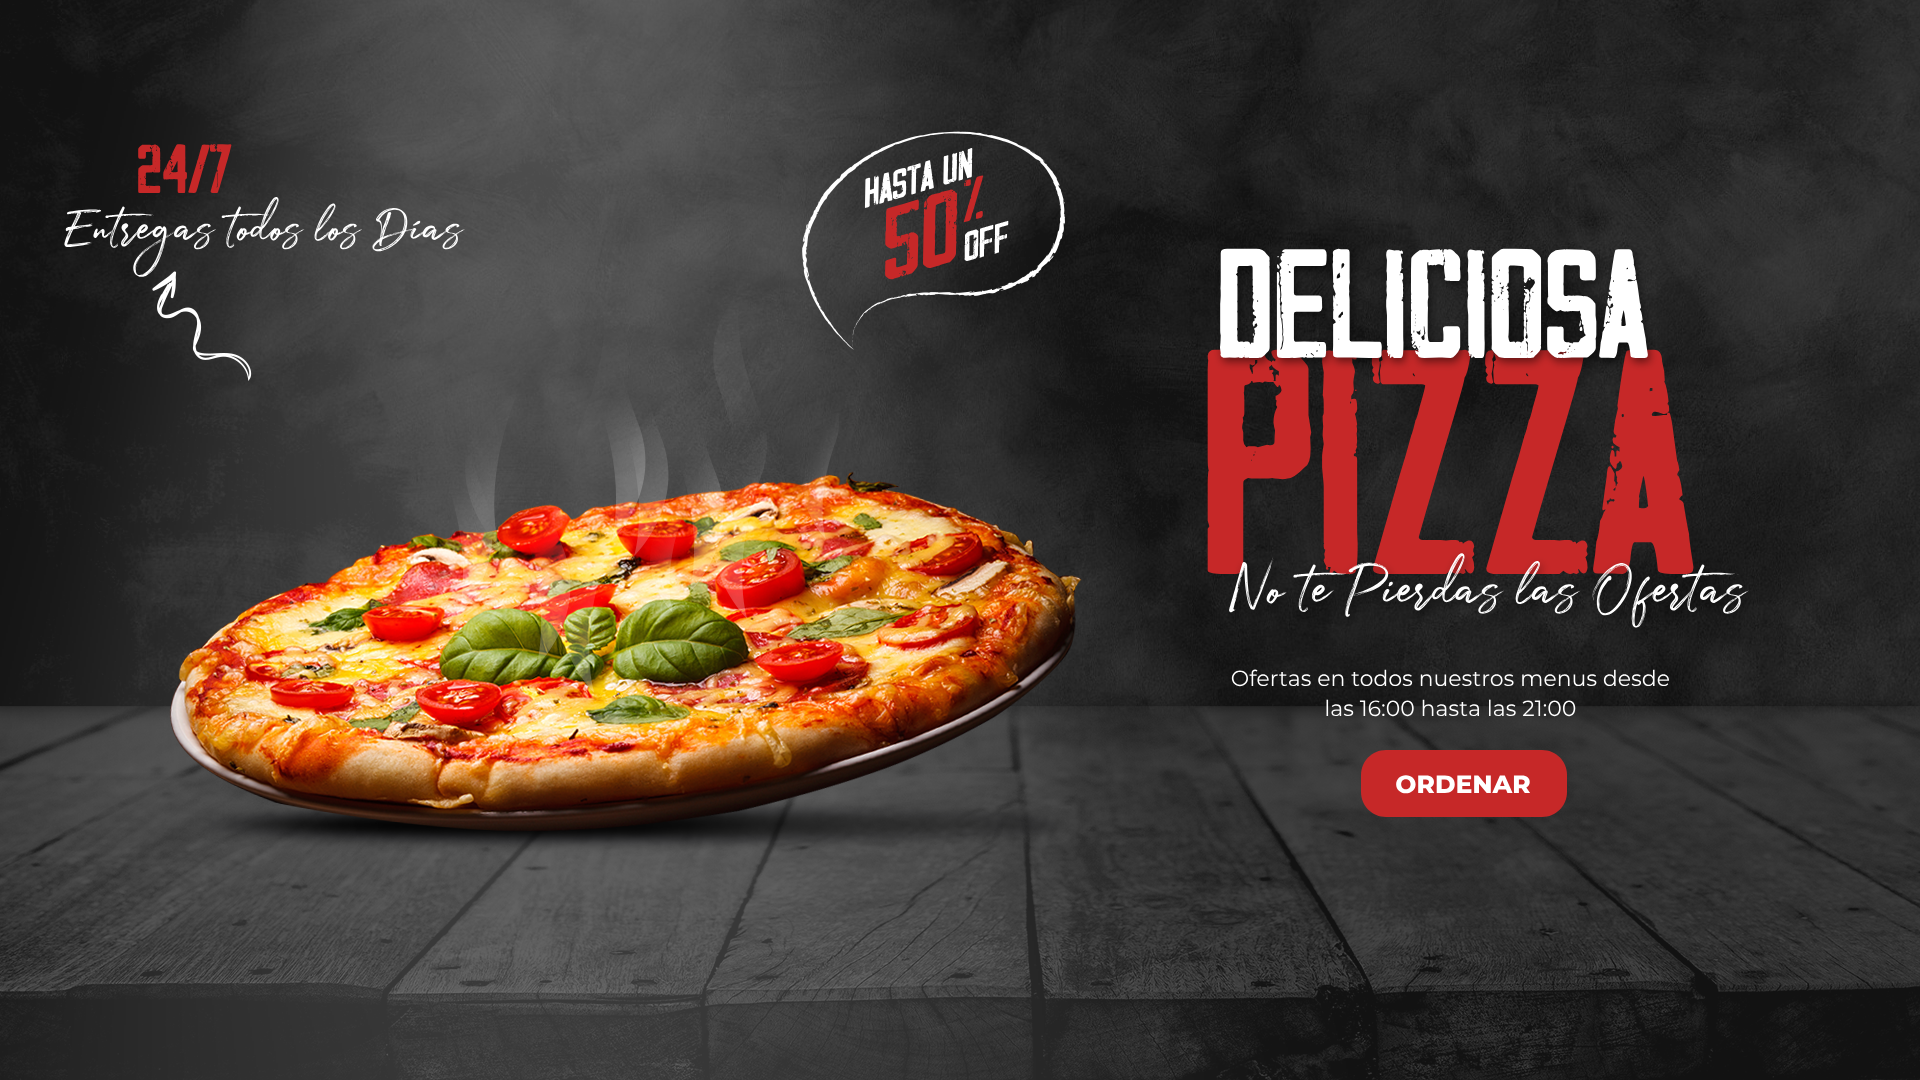 24/7
Entregas todos los Días
HASTA UN
50%
OFF
DELICIOSA
PIZZA
No te Pierdas las Ofertas
Ofertas en todos nuestros menus desde
las 16:00 hasta las 21:00
ORDENAR